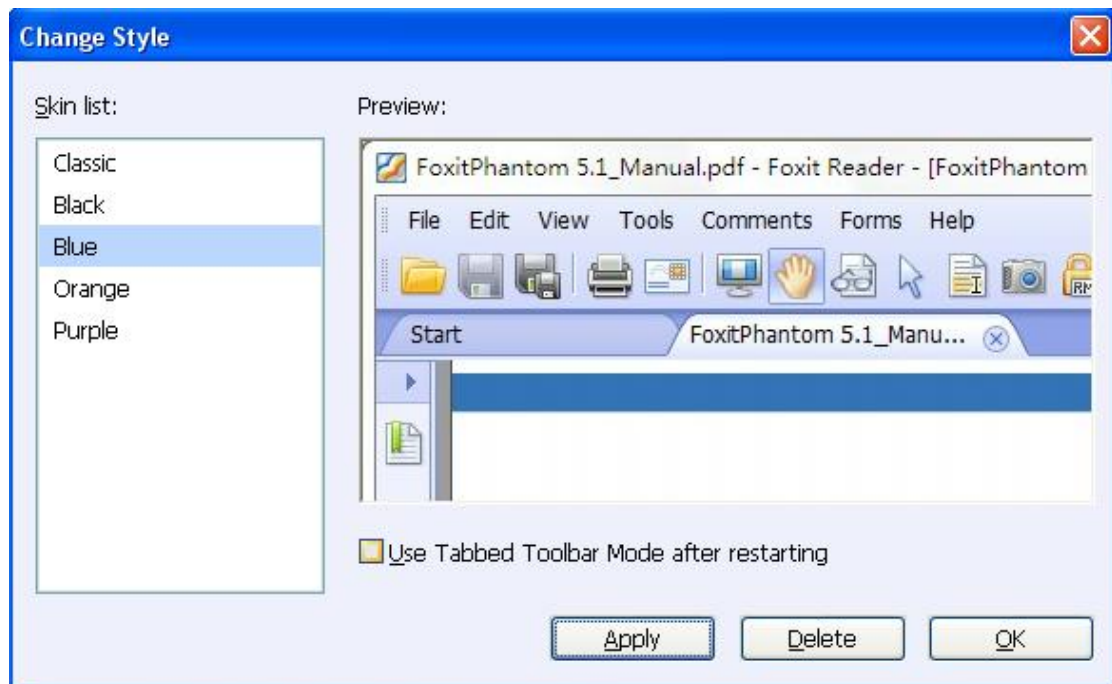 Change Style
Skin list:
Preview:
Classic
Black
Blue
Orange
Purple
FoxitPhantom 5.1_Manual.pdf - Foxit Reader - [FoxitPhantom
File Edit View Tools Comments Forms Help
RM
Start FoxitPhantom 5.1_Manu...
Use Tabbed Toolbar Mode after restarting
Apply Delete OK